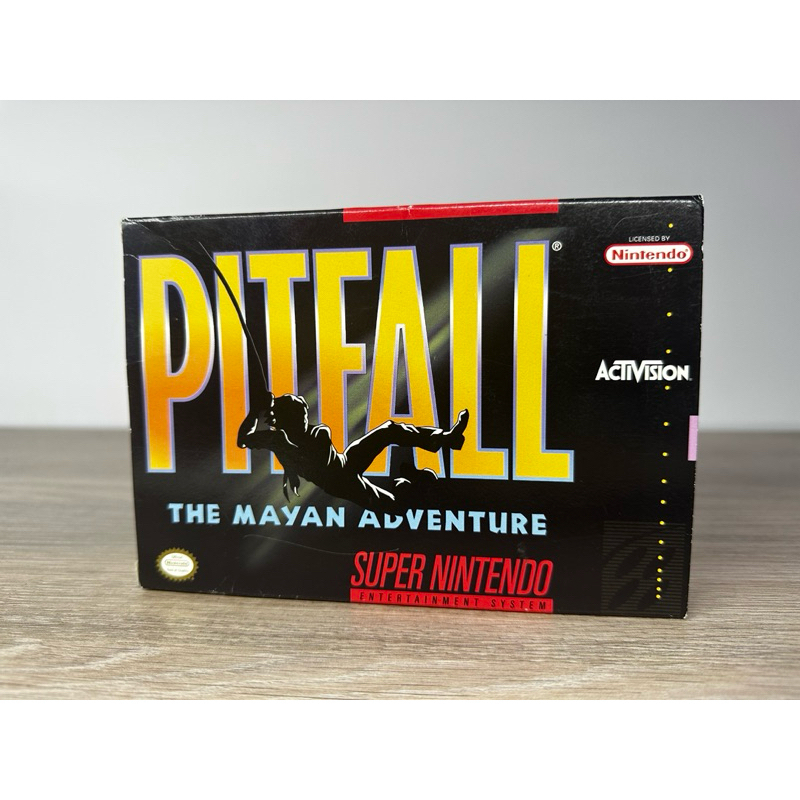 PITFALL®
LICENSED BY
Nintendo®
ACTIVISION
THE MAYAN ADVENTURE
SUPER NINTENDO
ENTERTAINMENT SYSTEM